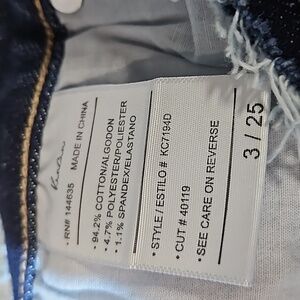 KanCan
• RN# 144635 MADE IN CHINA
• 94.2% COTTON/ALGODON
• 4.7% POLYESTER/POLIESTER
• 1.1% SPANDEX/ELASTANO
• STYLE / ESTILO # KC7194D
• CUT # 40119
• SEE CARE ON REVERSE
3 / 25